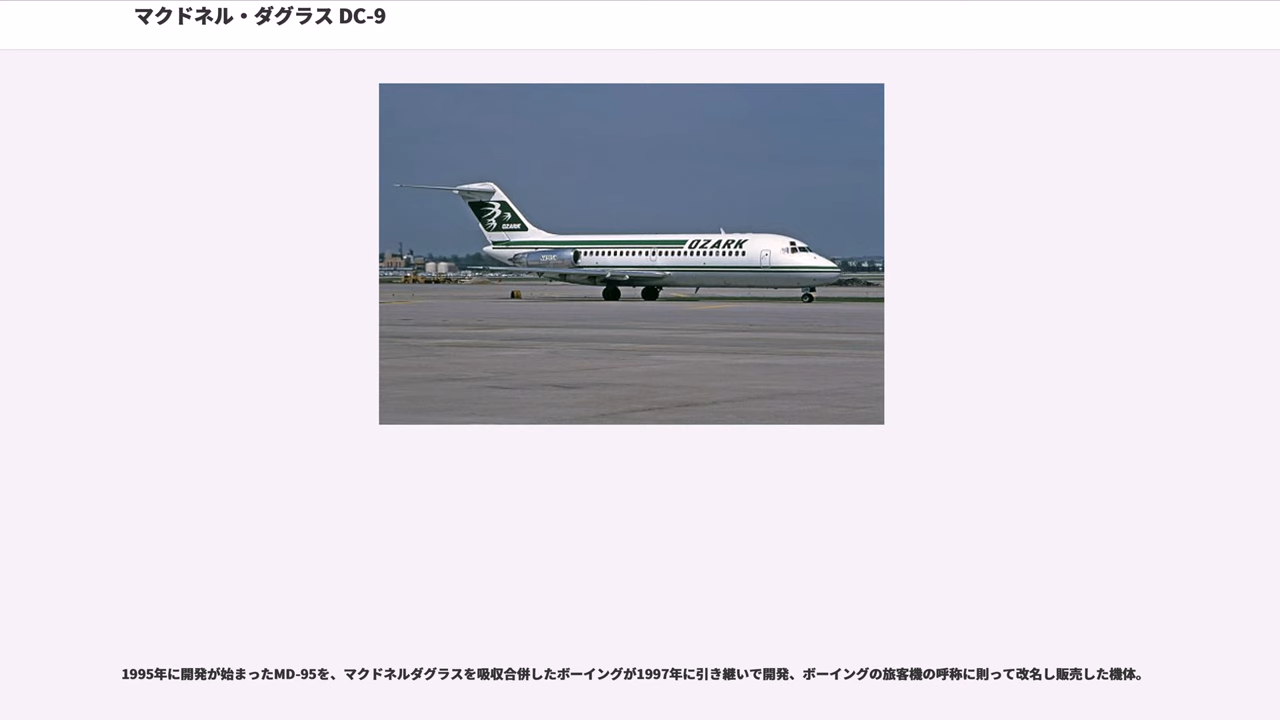 マクドネル・ダグラス DC-9
OZARK
OZARK
1995年に開発が始まったMD-95を、マクドネルダグラスを吸収合併したボーイングが1997年に引き継いで開発、ボーイングの旅客機の呼称に則って改名し販売した機体。